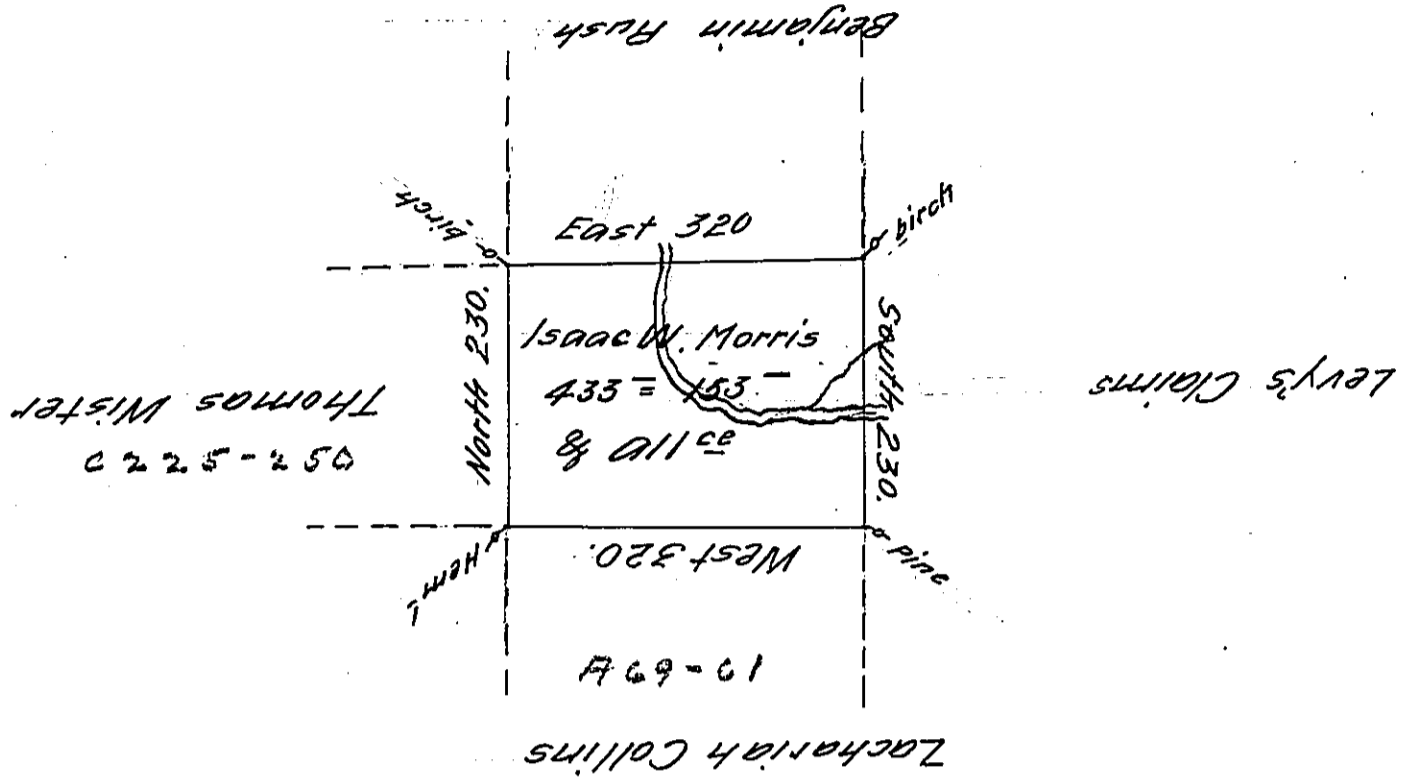 Benjamin Rush
birch
East 320
birch
North 230.
Isaac W. Morris
433 = 153 -
& All ce
South 230.
Levy's Claims
Thomas Wister
C 225-250
Hem l
West 320.
pine
A 69-61
Zachariah Collins